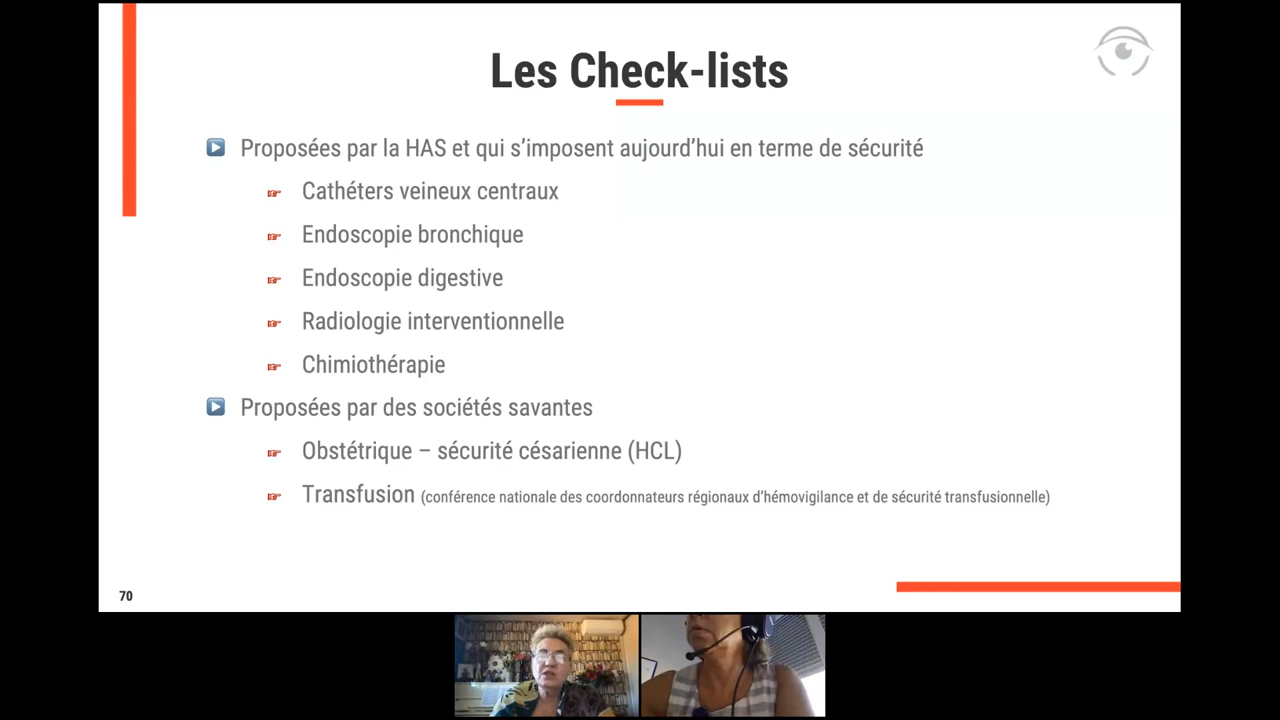 Les Check-lists
Proposées par la HAS et qui s’imposent aujourd’hui en terme de sécurité
Cathéters veineux centraux
Endoscopie bronchique
Endoscopie digestive
Radiologie interventionnelle
Chimiothérapie
Proposées par des sociétés savantes
Obstétrique – sécurité césarienne (HCL)
Transfusion (conférence nationale des coordonnateurs régionaux d’hémovigilance et de sécurité transfusionnelle)
70